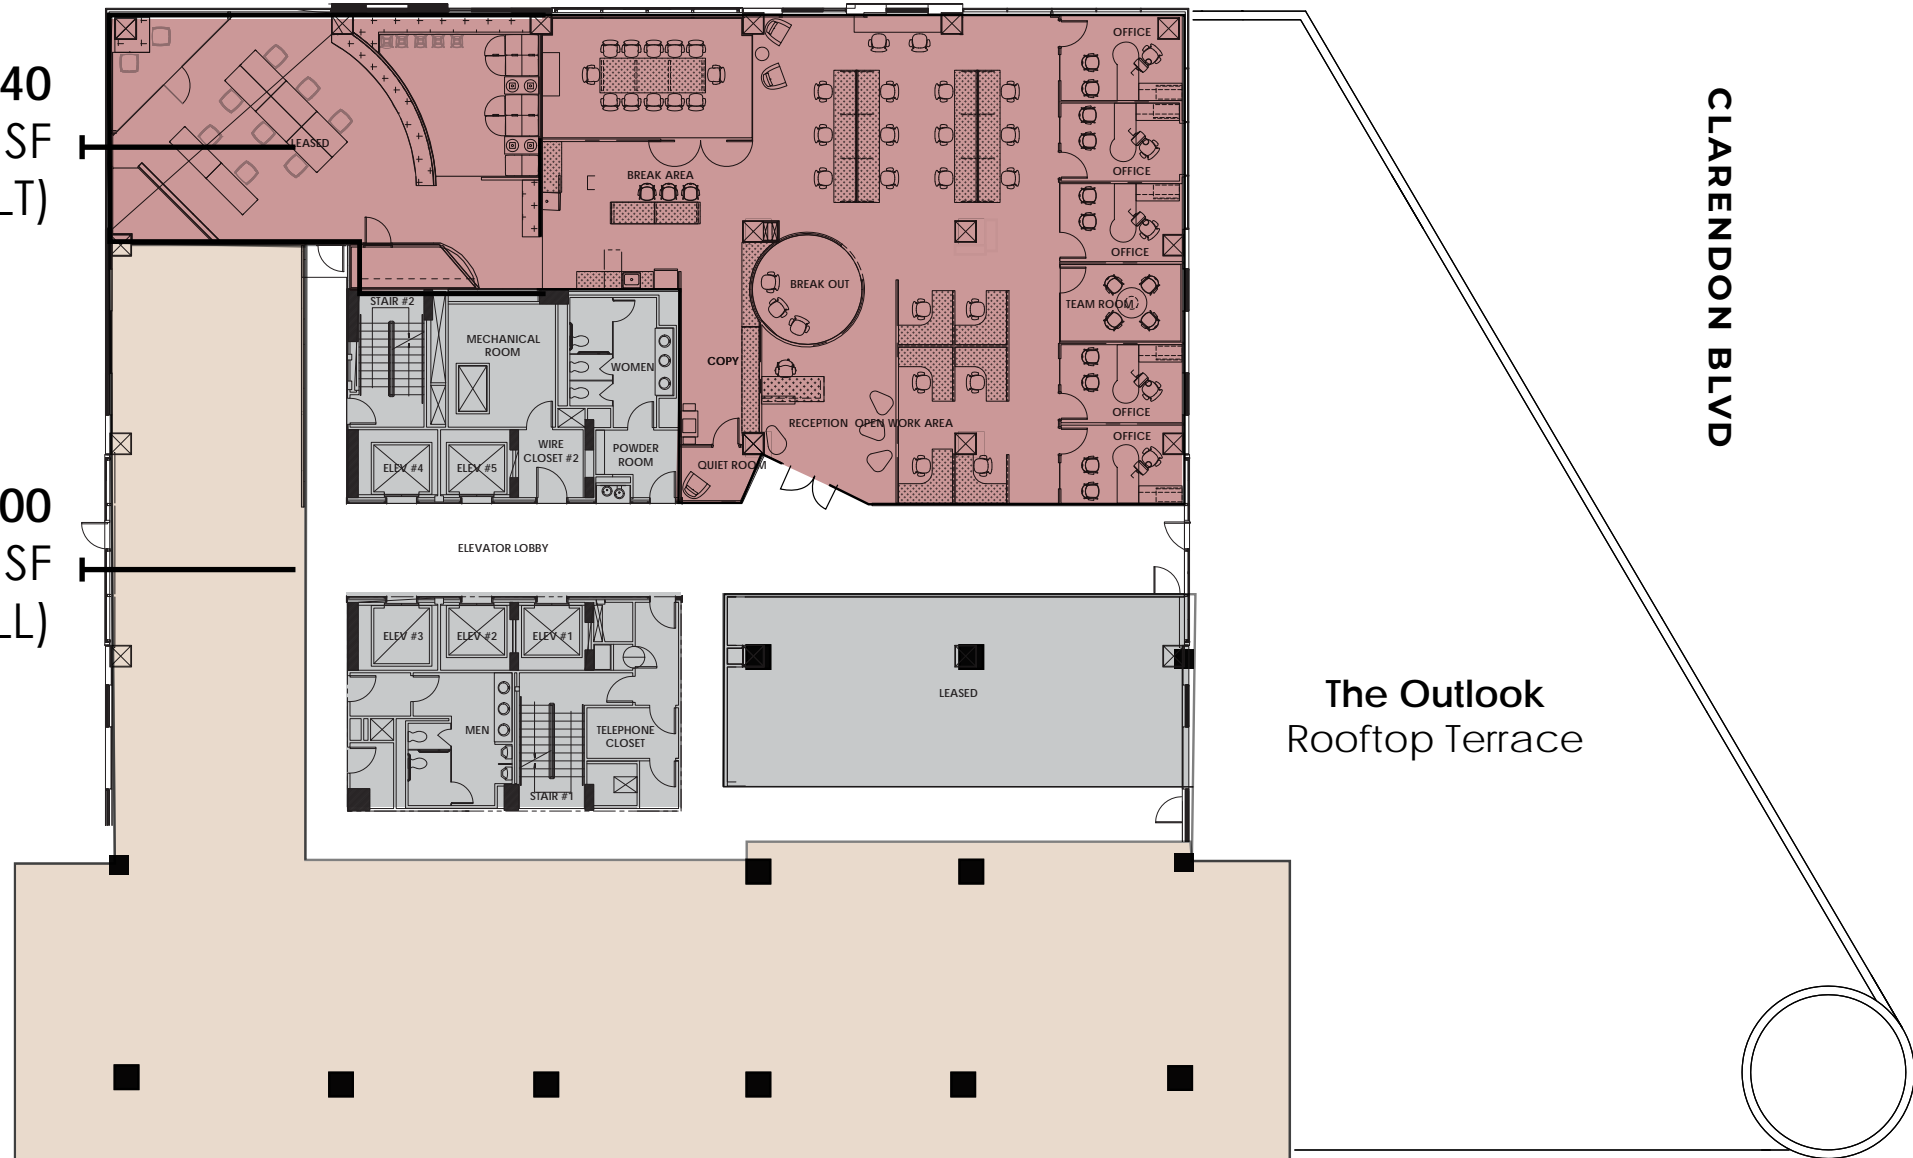 40
SF
LT)
00
SF
LL)
LEASED
BREAK AREA
OFFICE
OFFICE
OFFICE
TEAM ROOM
OFFICE
OFFICE
BREAK OUT
COPY
RECEPTION
OPEN WORK AREA
QUIET ROOM
STAIR #2
MECHANICAL
ROOM
WOMEN
WIRE
CLOSET #2
POWDER
ROOM
ELEV #4
ELEV #5
ELEVATOR LOBBY
ELEV #3
ELEV #2
ELEV #1
MEN
TELEPHONE
CLOSET
STAIR #1
LEASED
CLARENDON BLVD
The Outlook
Rooftop Terrace